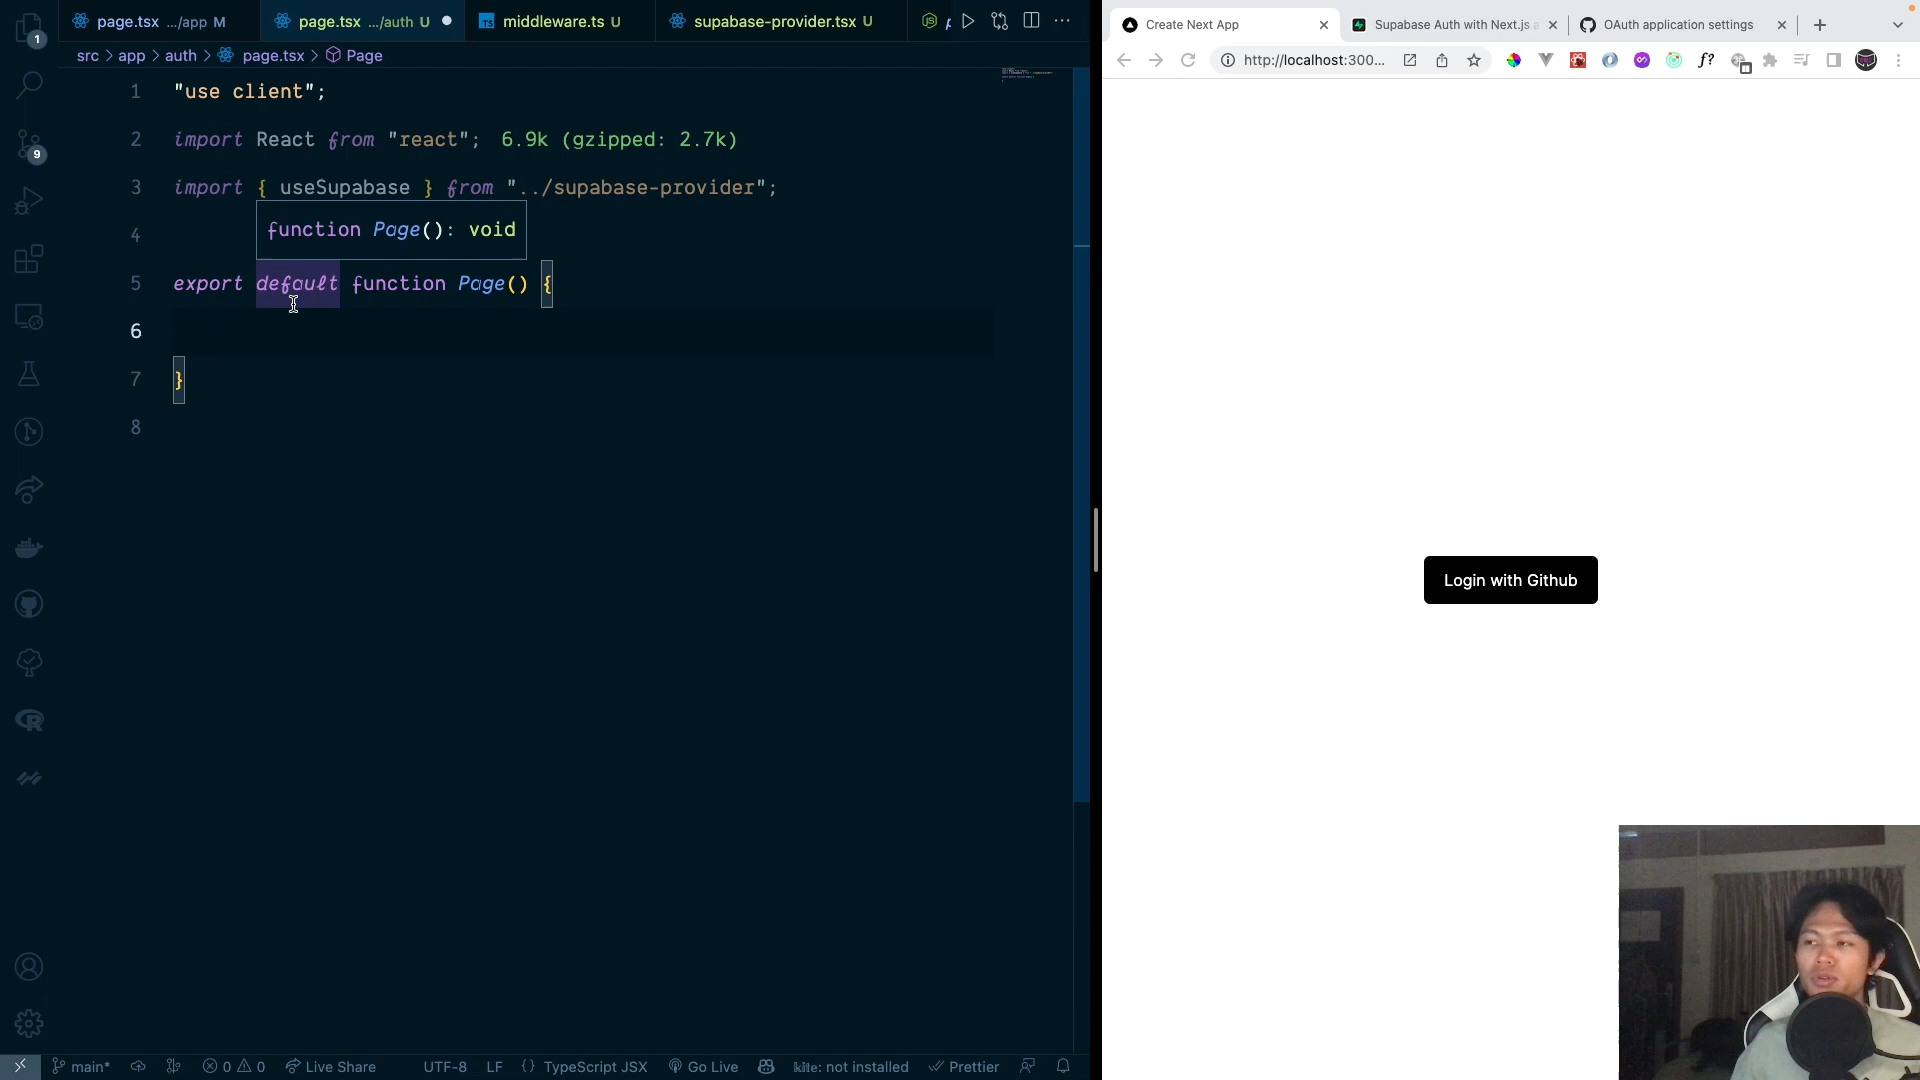 page.tsx .../app M
page.tsx .../auth U
middleware.ts U
supabase-provider.tsx U
src > app > auth > page.tsx > Page
1 "use client";
2 import React from "react"; 6.9k (gzipped: 2.7k)
3 import { useSupabase } from "../supabase-provider";
function Page(): void
4
5 export default function Page() {
6
7 }
8
1
9
main* 0 0 Live Share UTF-8 LF {} TypeScript JSX Go Live kite: not installed Prettier
Create Next App
Supabase Auth with Next.js
OAuth application settings
http://localhost:300...
f?
Login with Github